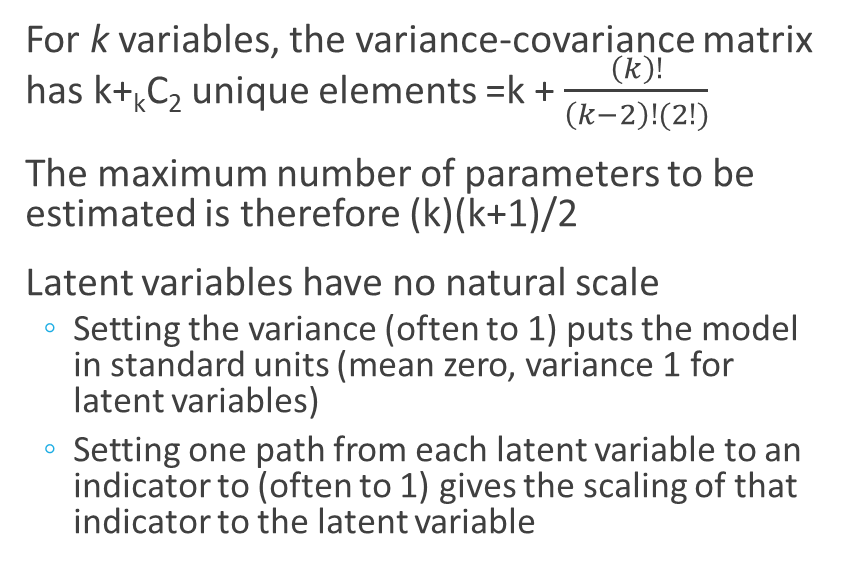 For k variables, the variance-covariance matrix
has k+ₖC₂ unique elements =k + (k)! / (k−2)!(2!)
The maximum number of parameters to be
estimated is therefore (k)(k+1)/2
Latent variables have no natural scale
◦ Setting the variance (often to 1) puts the model
in standard units (mean zero, variance 1 for
latent variables)
◦ Setting one path from each latent variable to an
indicator to (often to 1) gives the scaling of that
indicator to the latent variable